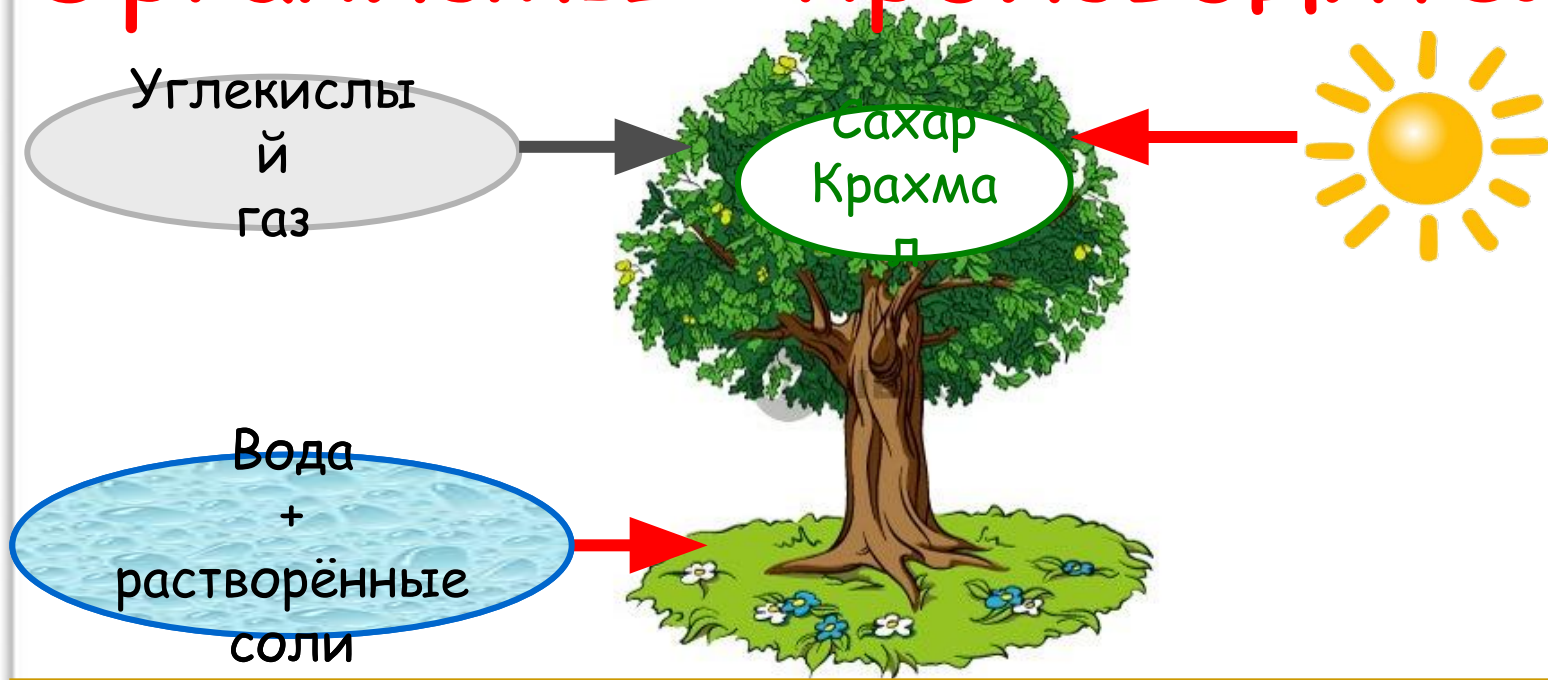 Углекислы
й
газ
Сахар
Крахма
л
Вода
+
растворённые
соли